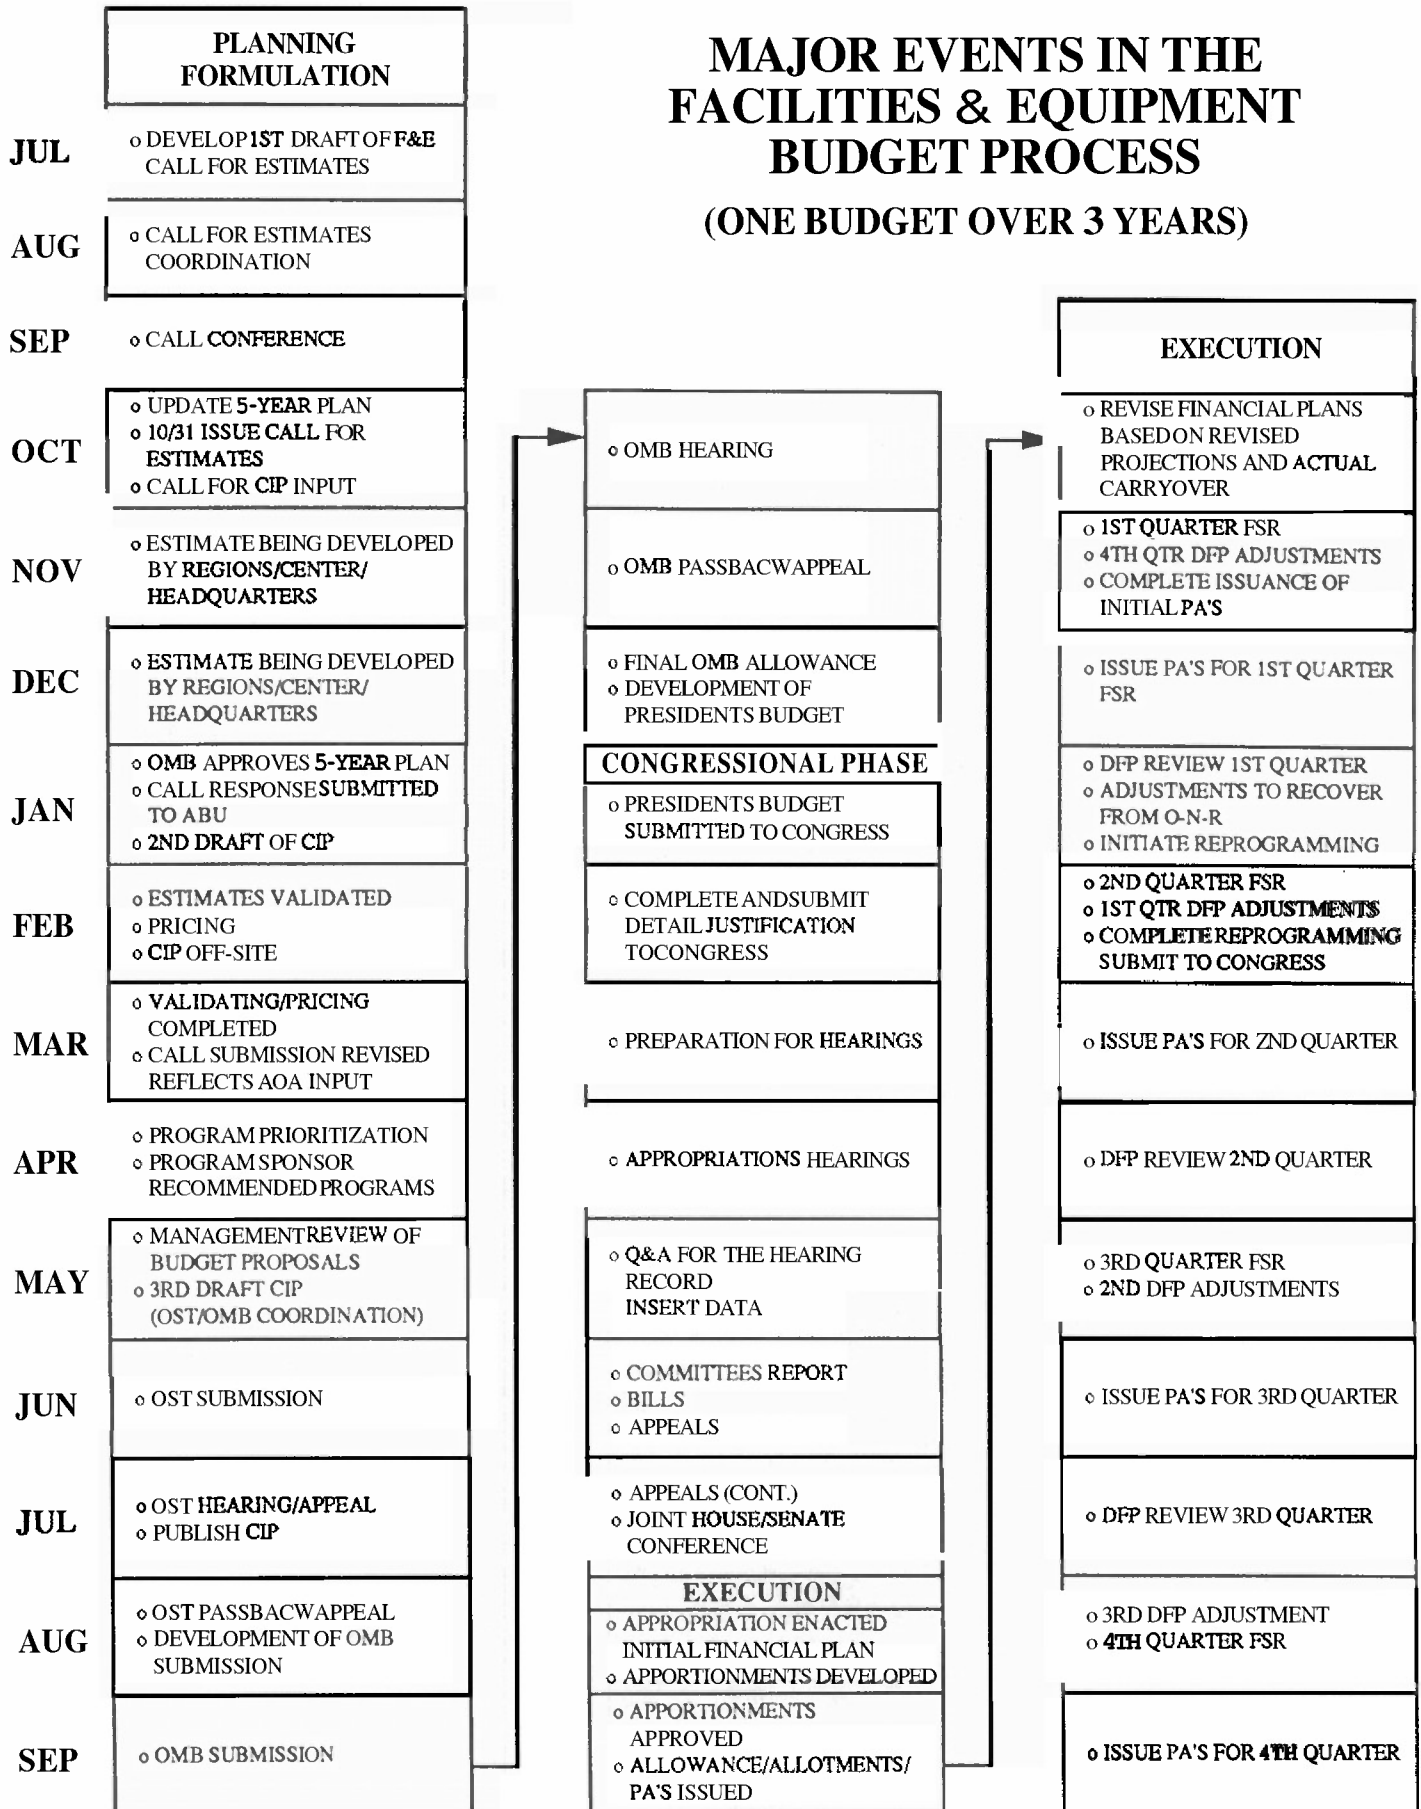 MAJOR EVENTS IN THE
FACILITIES & EQUIPMENT
BUDGET PROCESS
(ONE BUDGET OVER 3 YEARS)
PLANNING
FORMULATION
JUL
o DEVELOP 1ST DRAFT OF F&E
CALL FOR ESTIMATES
AUG
o CALL FOR ESTIMATES
COORDINATION
SEP
o CALL CONFERENCE
OCT
o UPDATE 5-YEAR PLAN
o 10/31 ISSUE CALL FOR
ESTIMATES
o CALL FOR CIP INPUT
NOV
o ESTIMATE BEING DEVELOPED
BY REGIONS/CENTER/
HEADQUARTERS
DEC
o ESTIMATE BEING DEVELOPED
BY REGIONS/CENTER/
HEADQUARTERS
JAN
o OMB APPROVES 5-YEAR PLAN
o CALL RESPONSE SUBMITTED
TO ABU
o 2ND DRAFT OF CIP
FEB
o ESTIMATES VALIDATED
o PRICING
o CIP OFF-SITE
MAR
o VALIDATING/PRICING
COMPLETED
o CALL SUBMISSION REVISED
REFLECTS AOA INPUT
APR
o PROGRAM PRIORITIZATION
o PROGRAM SPONSOR
RECOMMENDED PROGRAMS
MAY
o MANAGEMENT REVIEW OF
BUDGET PROPOSALS
o 3RD DRAFT CIP
(OST/OMB COORDINATION)
JUN
o OST SUBMISSION
JUL
o OST HEARING/APPEAL
o PUBLISH CIP
AUG
o OST PASSBACWAPPEAL
o DEVELOPMENT OF OMB
SUBMISSION
SEP
o OMB SUBMISSION
o OMB HEARING
o OMB PASSBACWAPPEAL
o FINAL OMB ALLOWANCE
o DEVELOPMENT OF
PRESIDENTS BUDGET
CONGRESSIONAL PHASE
o PRESIDENTS BUDGET
SUBMITTED TO CONGRESS
o COMPLETE ANDSUBMIT
DETAIL JUSTIFICATION
TOCONGRESS
o PREPARATION FOR HEARINGS
o APPROPRIATIONS HEARINGS
o Q&A FOR THE HEARING
RECORD
INSERT DATA
o COMMITTEES REPORT
o BILLS
o APPEALS
o APPEALS (CONT.)
o JOINT HOUSE/SENATE
CONFERENCE
EXECUTION
o APPROPRIATION ENACTED
INITIAL FINANCIAL PLAN
o APPORTIONMENTS DEVELOPED
o APPORTIONMENTS
APPROVED
o ALLOWANCE/ALLOTMENTS/
PA'S ISSUED
EXECUTION
o REVISE FINANCIAL PLANS
BASED ON REVISED
PROJECTIONS AND ACTUAL
CARRYOVER
o 1ST QUARTER FSR
o 4TH QTR DFP ADJUSTMENTS
o COMPLETE ISSUANCE OF
INITIAL PA'S
o ISSUE PA'S FOR 1ST QUARTER
FSR
o DFP REVIEW 1ST QUARTER
o ADJUSTMENTS TO RECOVER
FROM O-N-R
o INITIATE REPROGRAMMING
o 2ND QUARTER FSR
o 1ST QTR DFP ADJUSTMENTS
o COMPLETE REPROGRAMMING
SUBMIT TO CONGRESS
o ISSUE PA'S FOR ZND QUARTER
o DFP REVIEW 2ND QUARTER
o 3RD QUARTER FSR
o 2ND DFP ADJUSTMENTS
o ISSUE PA'S FOR 3RD QUARTER
o DFP REVIEW 3RD QUARTER
o 3RD DFP ADJUSTMENT
o 4TH QUARTER FSR
o ISSUE PA'S FOR 4TH QUARTER